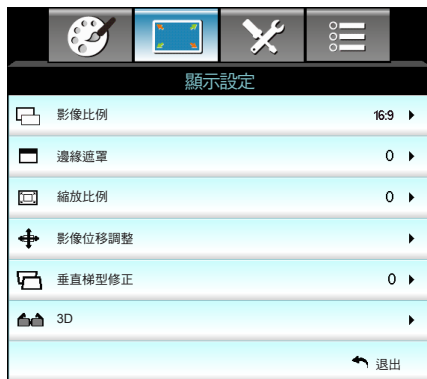 顯示設定
影像比例 16:9
邊緣遮罩 0
縮放比例 0
影像位移調整
垂直梯型修正 0
3D
退出